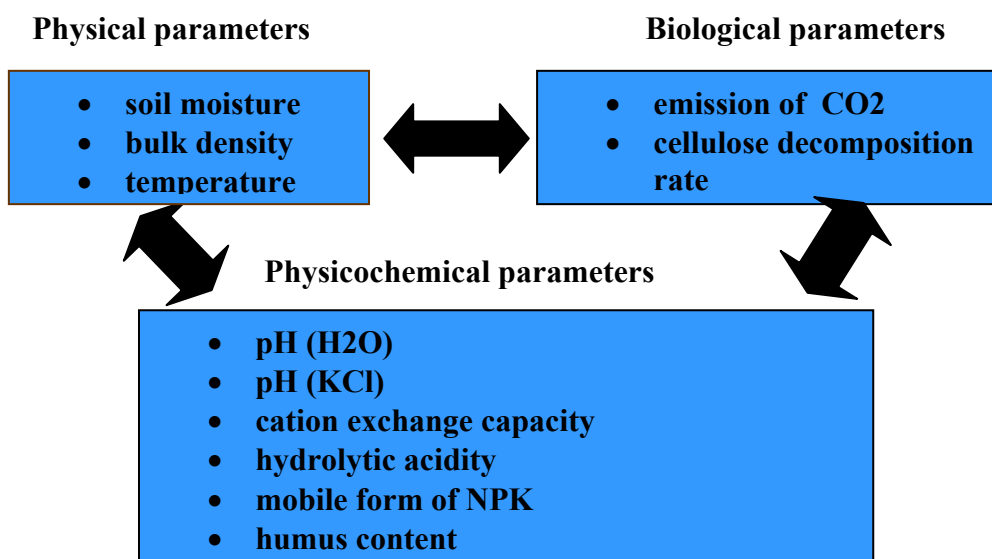 Physical parameters
Biological parameters
• soil moisture
• bulk density
• temperature
• emission of CO2
• cellulose decomposition
rate
Physicochemical parameters
• pH (H2O)
• pH (KCl)
• cation exchange capacity
• hydrolytic acidity
• mobile form of NPK
• humus content